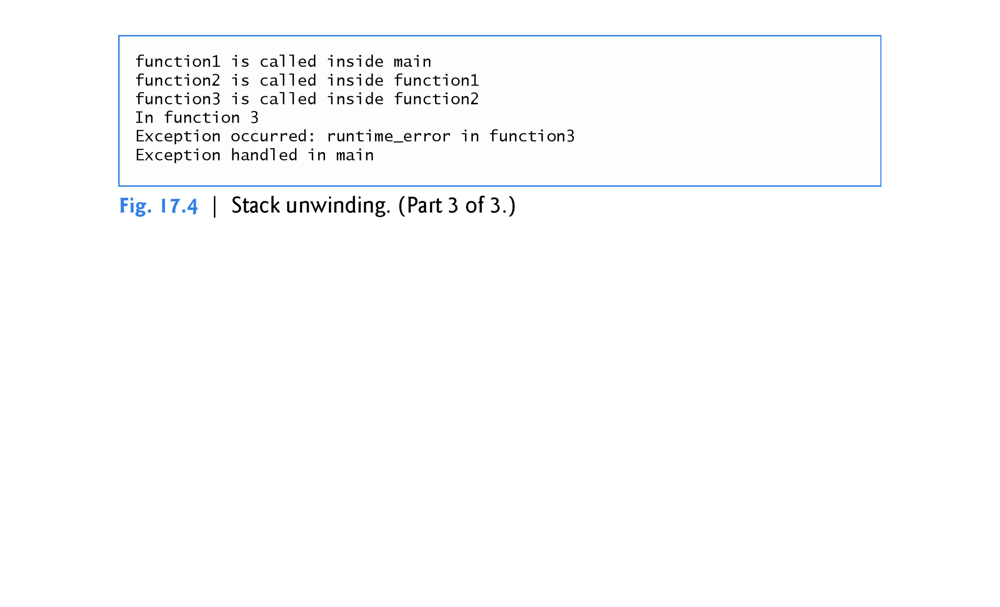 function1 is called inside main
function2 is called inside function1
function3 is called inside function2
In function 3
Exception occurred: runtime_error in function3
Exception handled in main
Fig. 17.4 | Stack unwinding. (Part 3 of 3.)